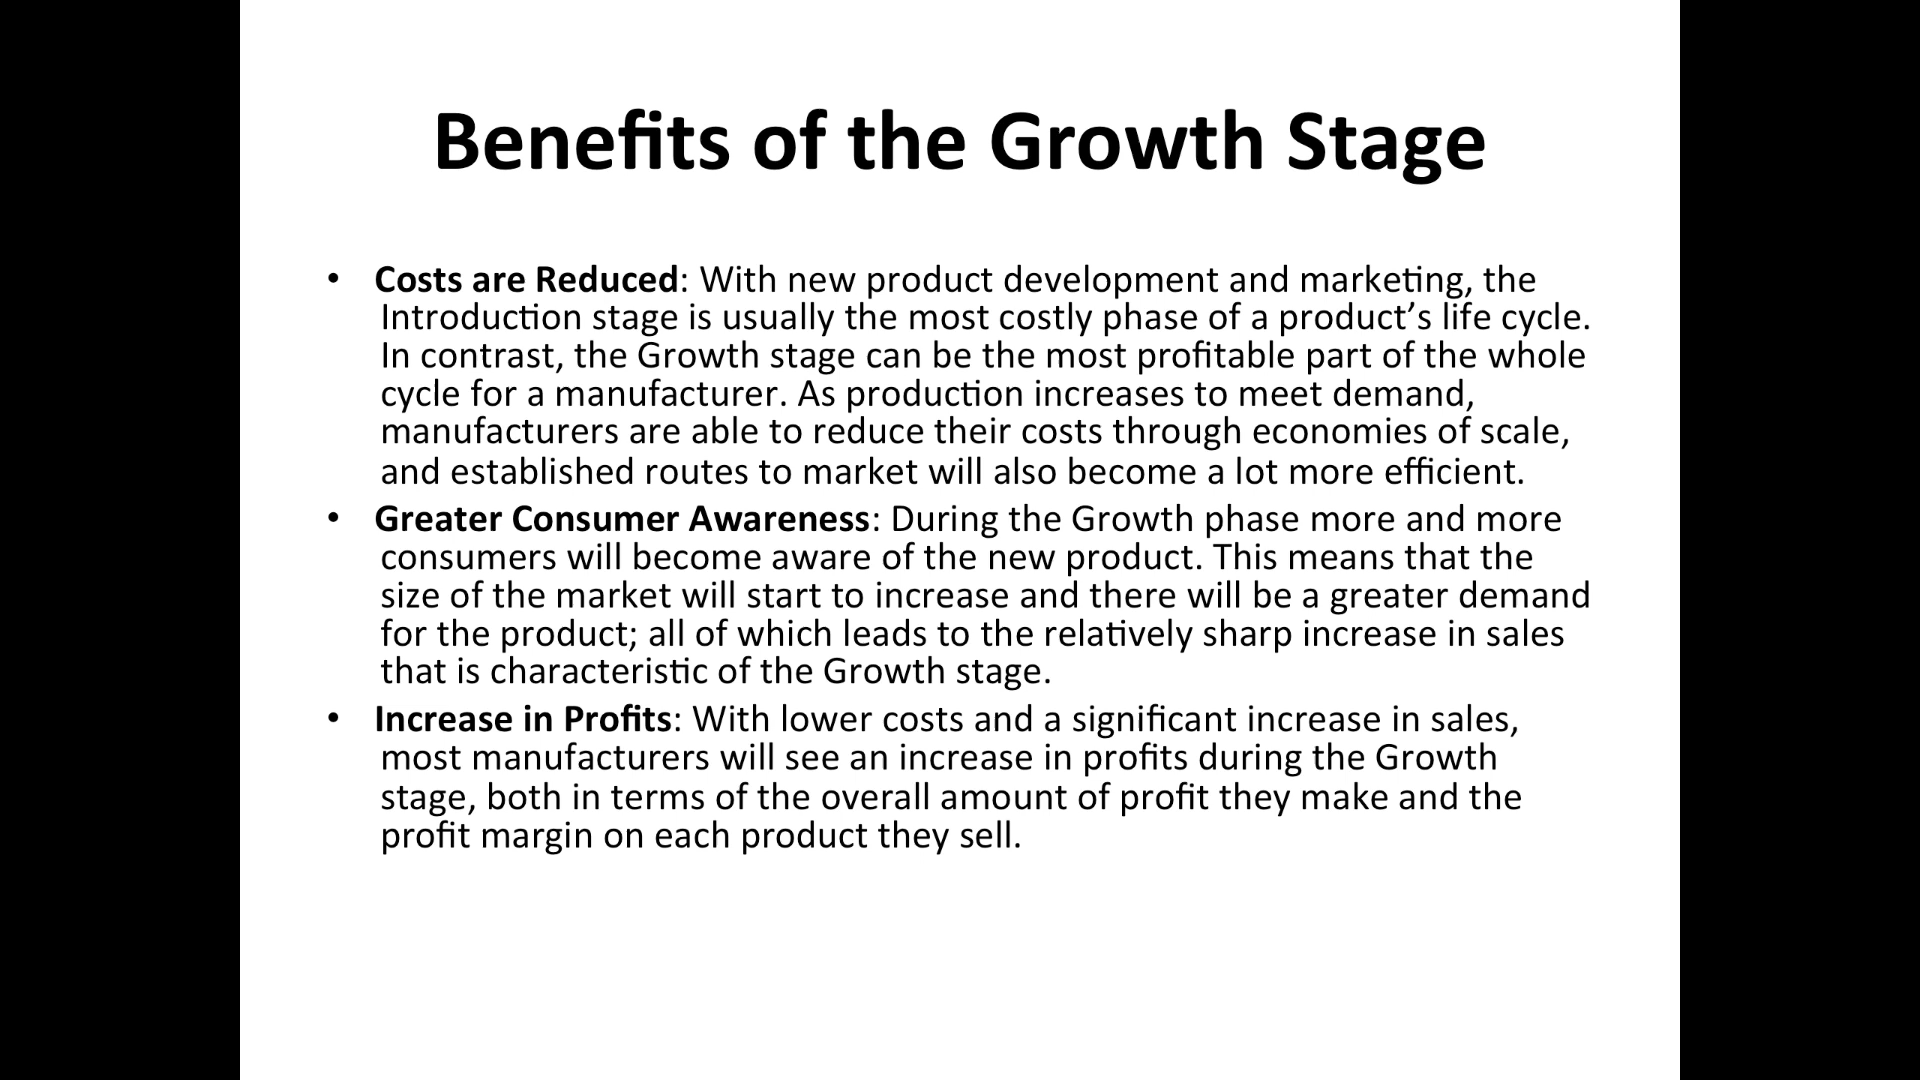 Benefits of the Growth Stage
• Costs are Reduced: With new product development and marketing, the
Introduction stage is usually the most costly phase of a product’s life cycle.
In contrast, the Growth stage can be the most profitable part of the whole
cycle for a manufacturer. As production increases to meet demand,
manufacturers are able to reduce their costs through economies of scale,
and established routes to market will also become a lot more efficient.
• Greater Consumer Awareness: During the Growth phase more and more
consumers will become aware of the new product. This means that the
size of the market will start to increase and there will be a greater demand
for the product; all of which leads to the relatively sharp increase in sales
that is characteristic of the Growth stage.
• Increase in Profits: With lower costs and a significant increase in sales,
most manufacturers will see an increase in profits during the Growth
stage, both in terms of the overall amount of profit they make and the
profit margin on each product they sell.